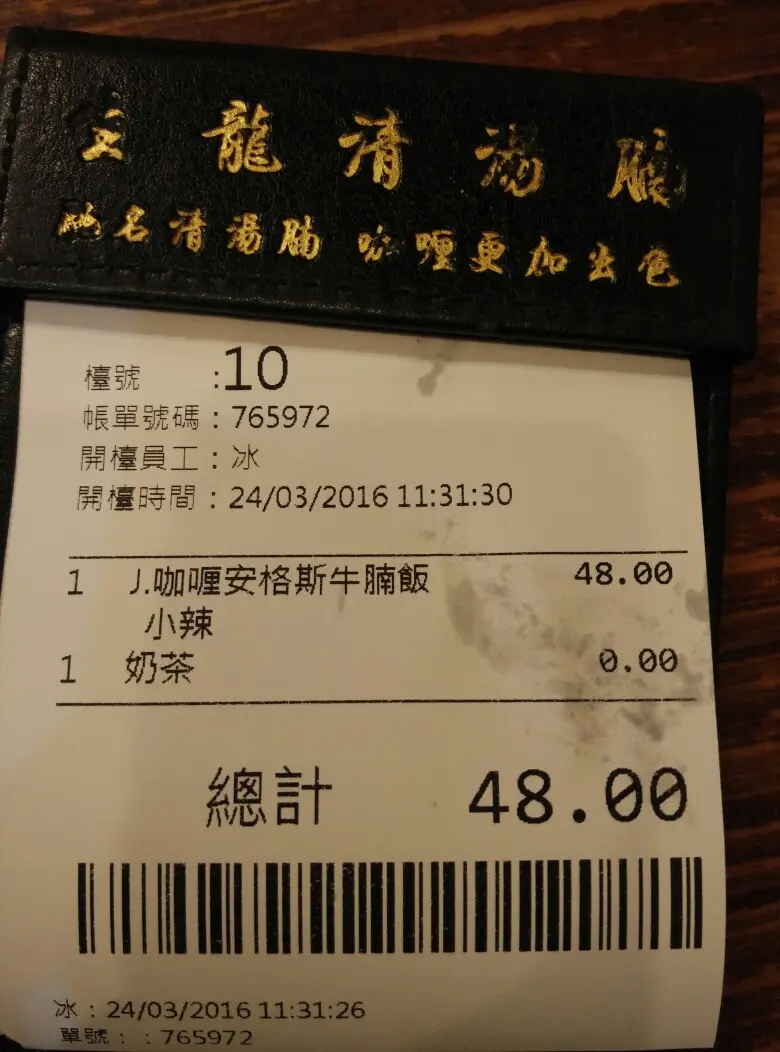 龍清湯腩
名清湯腩 咖喱更加出色
檯號 :10
帳單號碼：765972
開檯員工：冰
開檯時間：24/03/2016 11:31:30
1 J.咖喱安格斯牛腩飯 48.00
小辣
1 奶茶 0.00
總計 48.00
冰：24/03/2016 11:31:26
單號：：765972